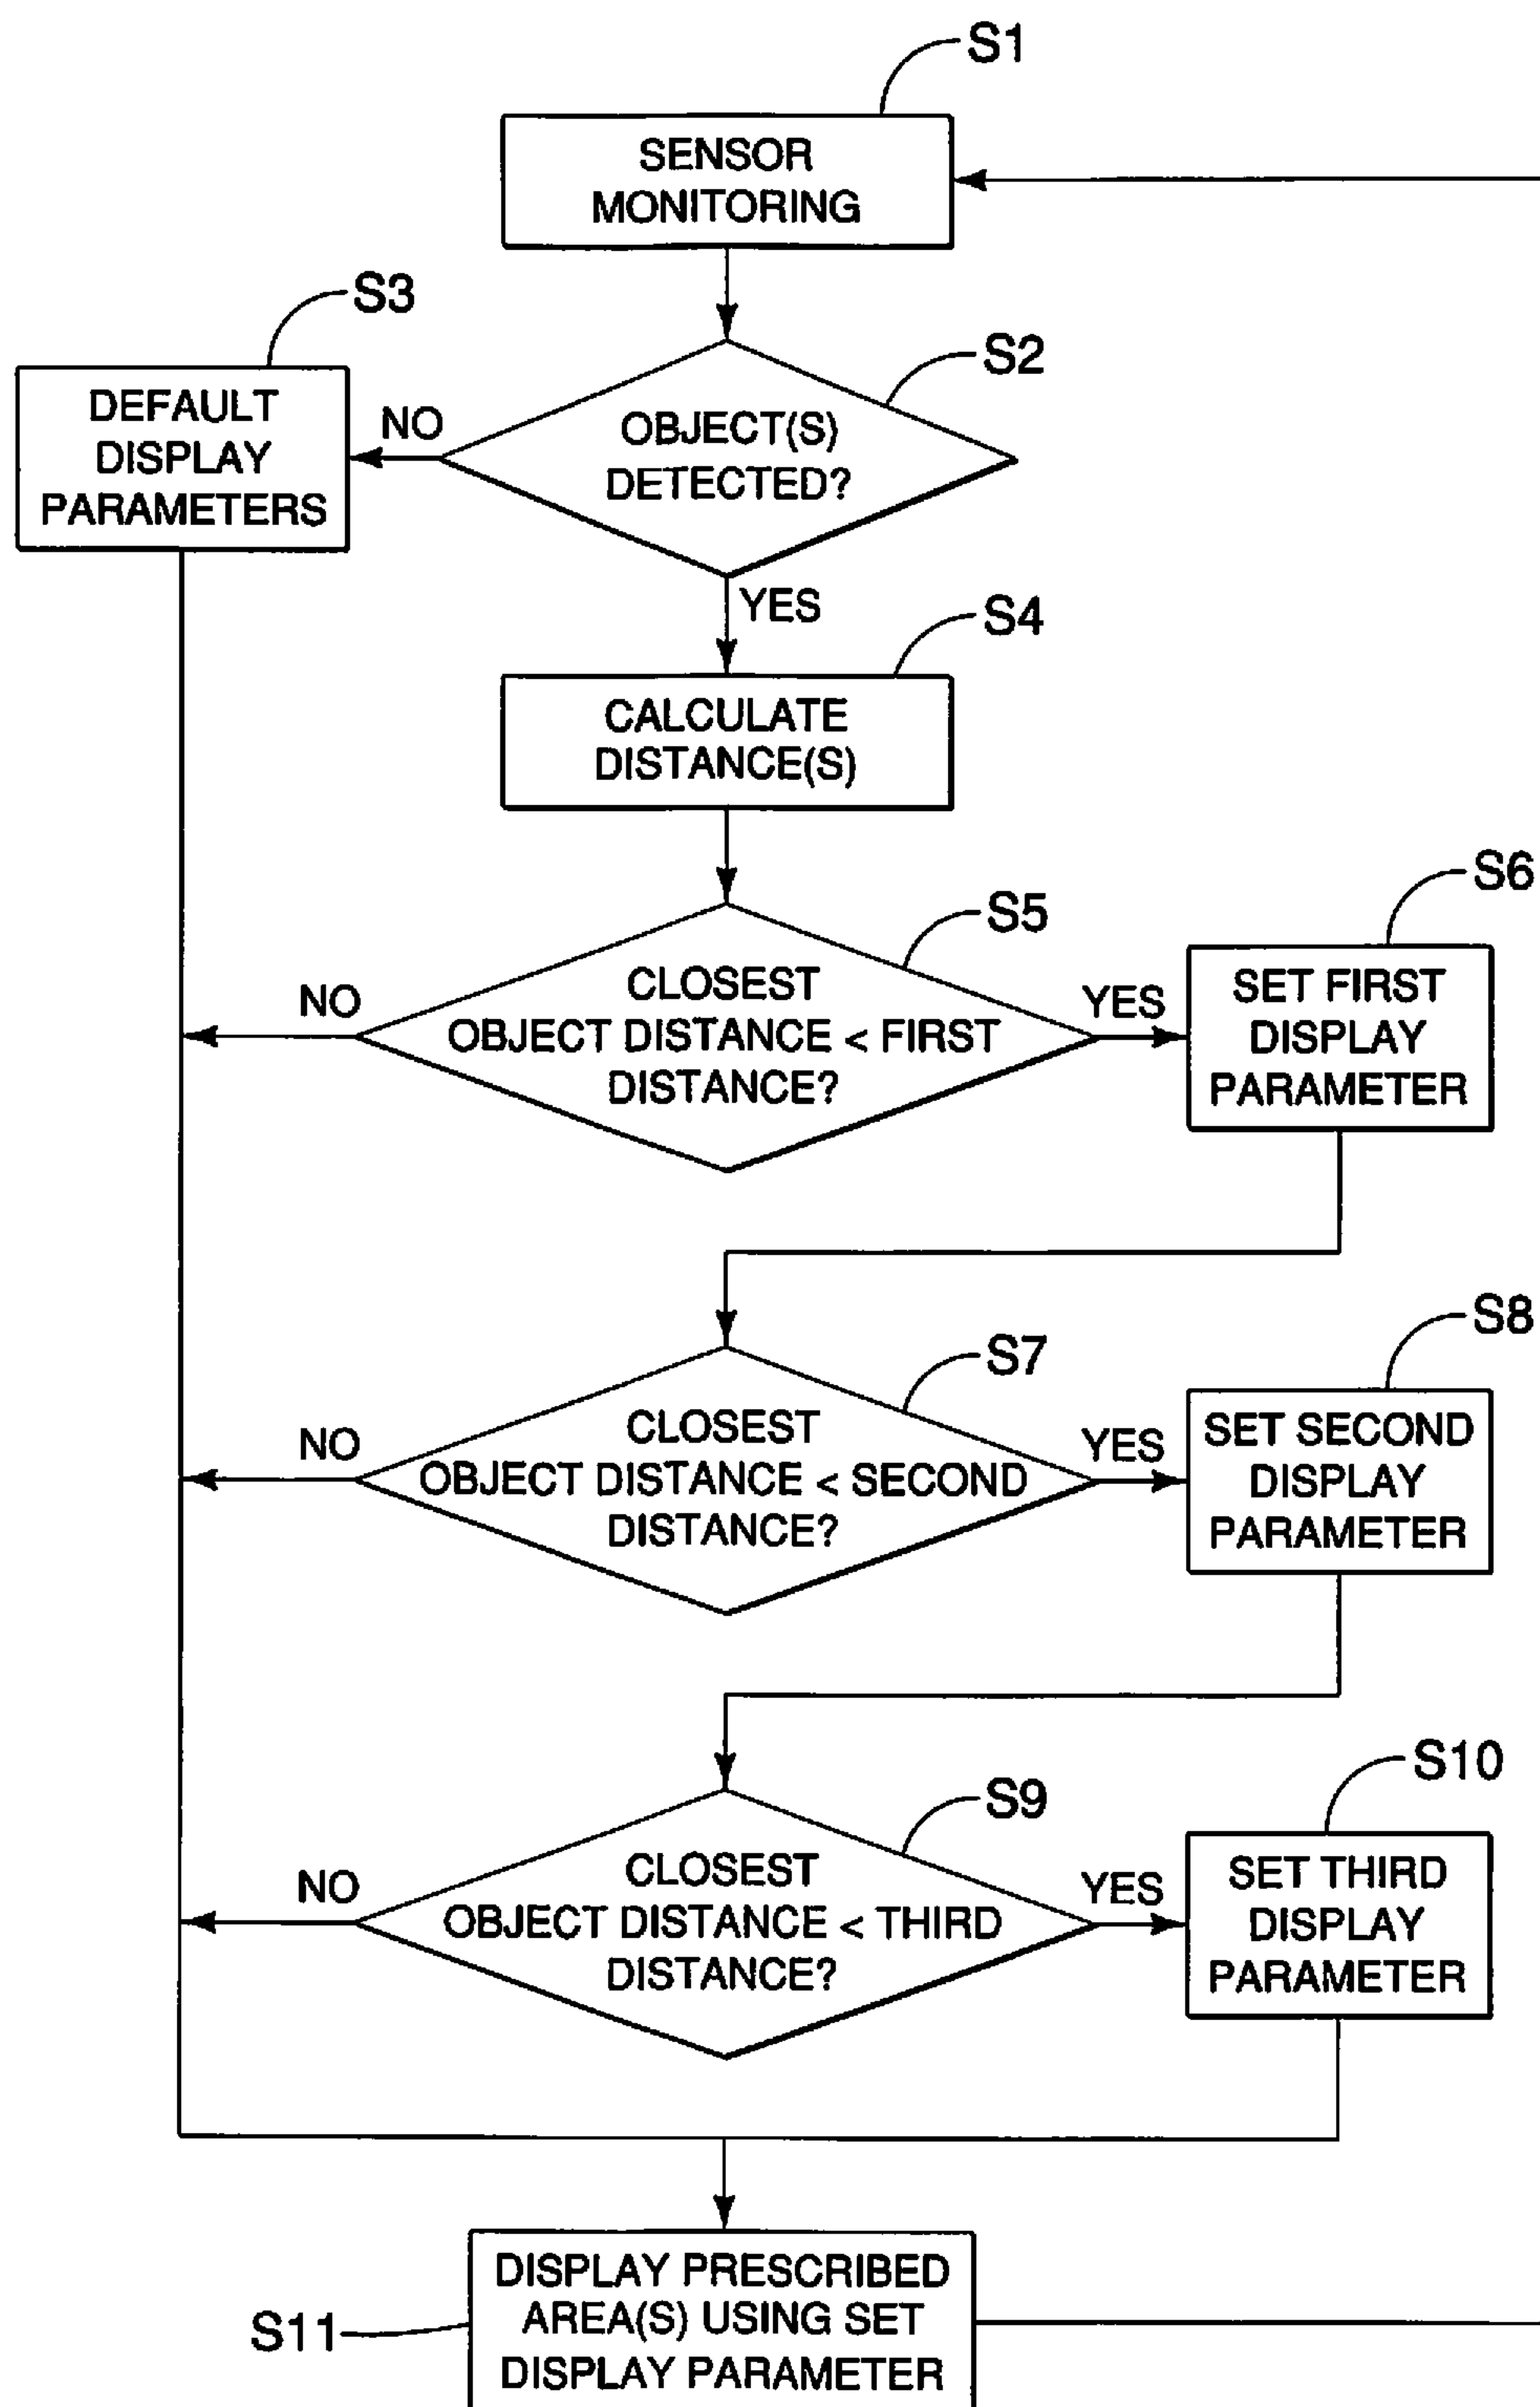 S1
SENSOR
MONITORING
S3
DEFAULT
DISPLAY
PARAMETERS
NO
S2
OBJECT(S)
DETECTED?
YES
S4
CALCULATE
DISTANCE(S)
S5
NO
CLOSEST
OBJECT DISTANCE < FIRST
DISTANCE?
YES
S6
SET FIRST
DISPLAY
PARAMETER
S7
NO
CLOSEST
OBJECT DISTANCE < SECOND
DISTANCE?
YES
S8
SET SECOND
DISPLAY
PARAMETER
S9
NO
CLOSEST
OBJECT DISTANCE < THIRD
DISTANCE?
YES
S10
SET THIRD
DISPLAY
PARAMETER
S11
DISPLAY PRESCRIBED
AREA(S) USING SET
DISPLAY PARAMETER